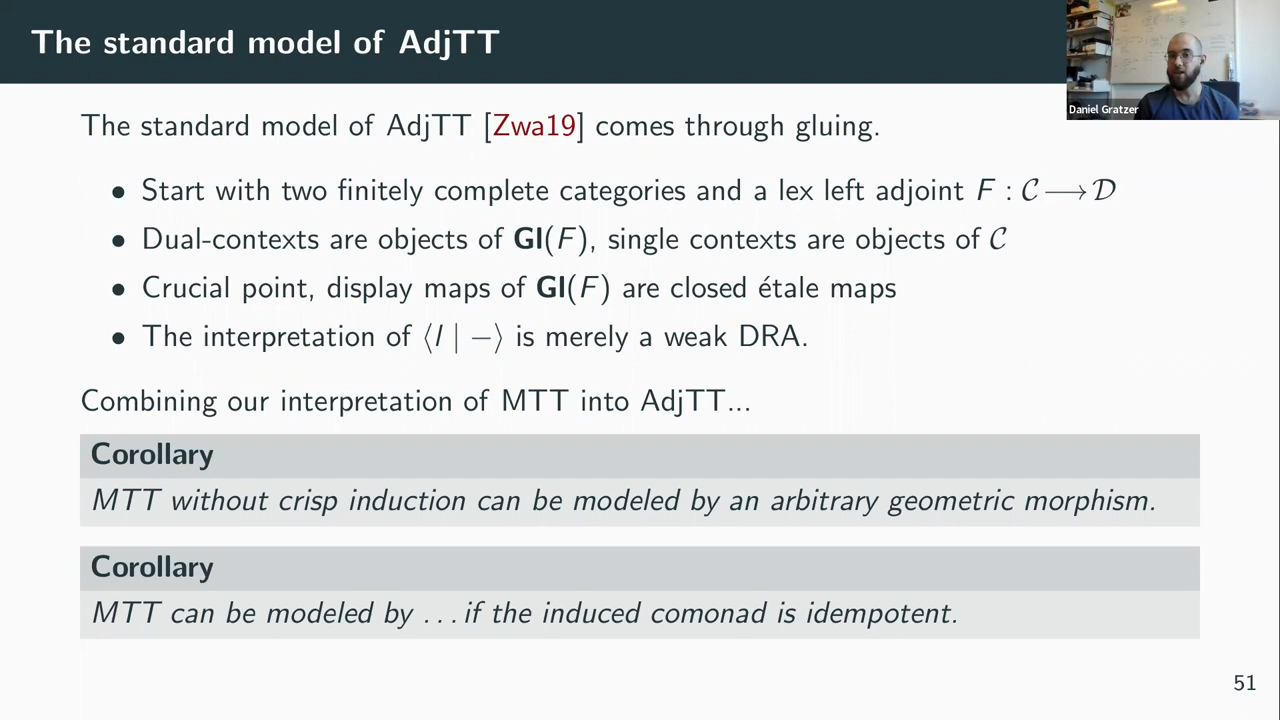 The standard model of AdjTT
Daniel Gratzer
The standard model of AdjTT [Zwa19] comes through gluing.
• Start with two finitely complete categories and a lex left adjoint F : 𝒞 ⟶ 𝒟
• Dual-contexts are objects of Gl(F), single contexts are objects of 𝒞
• Crucial point, display maps of Gl(F) are closed étale maps
• The interpretation of ⟨I | −⟩ is merely a weak DRA.
Combining our interpretation of MTT into AdjTT...
Corollary
MTT without crisp induction can be modeled by an arbitrary geometric morphism.
Corollary
MTT can be modeled by ...if the induced comonad is idempotent.
51